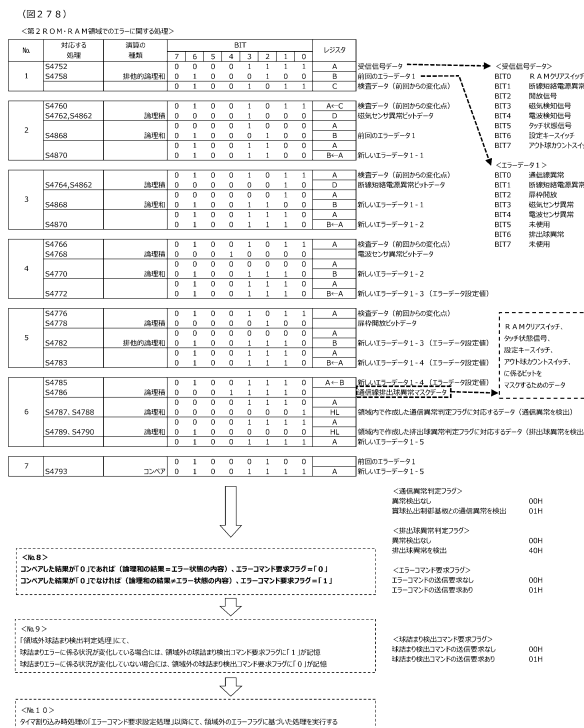 (図２７８)
＜第２ＲＯＭ・ＲＡＭ領域でのエラーに関する処理＞
No. 対応する処理 演算の種類 BIT レジスタ
7 6 5 4 3 2 1 0
1 S4752 0 0 0 0 1 1 1 1 A 受信信号データ
S4758 排他的論理和 0 1 0 0 0 1 0 0 B 前回のエラーデータ1
0 1 0 0 1 0 1 1 C 検査データ（前回からの変化点）
2 S4760 0 1 0 0 1 0 1 1 A←C 検査データ（前回からの変化点）
S4762,S4862 論理積 0 0 0 0 0 1 0 0 D 磁気センサ異常ビットデータ
0 0 0 0 0 0 0 0 A
S4868 論理和 0 1 0 0 0 1 0 0 B 前回のエラーデータ1
0 1 0 0 0 1 0 0 A
S4870 0 1 0 0 0 1 0 0 B←A 新しいエラーデータ1-1
3 0 1 0 0 1 0 1 1 A 検査データ（前回からの変化点）
S4764,S4862 論理積 0 0 0 0 0 0 1 0 D 断線短絡電源異常ビットデータ
0 0 0 0 0 0 1 0 A
S4868 論理和 0 1 0 0 1 1 1 0 B 新しいエラーデータ1-1
0 1 0 0 1 1 1 0 A
S4870 0 1 0 0 1 1 1 0 B←A 新しいエラーデータ1-2
4 S4766 0 1 0 0 1 0 1 1 A 検査データ（前回からの変化点）
S4768 論理積 0 0 0 1 0 0 0 0 電波センサ異常ビットデータ
0 0 0 0 0 0 0 0 A
S4770 論理和 0 1 0 0 1 1 1 0 B 新しいエラーデータ1-2
0 1 0 0 1 1 1 0 A
S4772 0 1 0 0 1 1 1 0 B←A 新しいエラーデータ1-3（エラーデータ設定値）
5 S4776 0 1 0 0 1 0 1 1 A 検査データ（前回からの変化点）
S4778 論理積 0 0 0 0 0 1 0 0 扉枠開放ビットデータ
0 0 0 0 0 0 0 0 A
S4782 排他的論理和 0 1 0 0 1 1 1 0 B 新しいエラーデータ1-3（エラーデータ設定値）
0 1 0 0 1 1 1 0 A
S4783 0 1 0 0 1 1 1 0 B←A 新しいエラーデータ1-4（エラーデータ設定値）
6 S4785 0 1 0 0 1 1 1 0 A←B 新しいエラーデータ1-4（エラーデータ設定値）
S4786 論理積 0 0 0 1 1 1 1 0 通信線排出球異常マスクデータ
0 0 0 0 1 1 1 0 A
S4787. S4788 論理和 0 0 0 0 0 0 0 1 HL 領域内で作成した通信異常判定フラグに対応するデータ（通信異常を検出）
0 0 0 0 1 1 1 1 A
S4789. S4790 論理和 0 1 0 0 0 0 0 0 HL 領域内で作成した排出球異常判定フラグに対応するデータ（排出球異常を検出
0 1 0 0 1 1 1 1 A 新しいエラーデータ1-5
7 0 1 0 0 0 1 0 0 前回のエラーデータ1
S4793 コンペア 0 1 0 0 1 1 1 1 A 新しいエラーデータ1-5
＜受信信号データ＞
BIT0 ＲＡＭクリアスイッチ
BIT1 断線短絡電源異常
BIT2 開放信号
BIT3 磁気検知信号
BIT4 電波検知信号
BIT5 タッチ状態信号
BIT6 設定キースイッチ
BIT7 アウト球カウントスイッ
＜エラーデータ1＞
BIT0 通信線異常
BIT1 断線短絡電源異常
BIT2 扉枠開放
BIT3 磁気センサ異常
BIT4 電波センサ異常
BIT5 未使用
BIT6 排出球異常
BIT7 未使用
ＲＡＭクリアスイッチ、
タッチ状態信号、
設定キースイッチ、
アウト球カウントスイッチ、
に係るビットを
マスクするためのデータ
＜通信異常判定フラグ＞
異常検出なし 00H
賞球払出制御基板との通信異常を検出 01H
＜排出球異常判定フラグ＞
異常検出なし 00H
排出球異常を検出 40H
＜エラーコマンド要求フラグ＞
エラーコマンドの送信要求なし 00H
エラーコマンドの送信要求あり 01H
＜No.8＞
コンペアした結果が「0」であれば（論理和の結果＝エラー状態の内容）、エラーコマンド要求フラグ＝「0」
コンペアした結果が「0」でなければ（論理和の結果≠エラー状態の内容）、エラーコマンド要求フラグ＝「1」
＜No.9＞
「領域外球詰まり検出判定処理」にて、
球詰まりエラーに係る状況が変化している場合には、領域外の球詰まり検出コマンド要求フラグに「1」が記憶
球詰まりエラーに係る状況が変化していない場合には、領域外の球詰まり検出コマンド要求フラグに「0」が記憶
＜球詰まり検出コマンド要求フラグ＞
球詰まり検出コマンドの送信要求なし 00H
球詰まり検出コマンドの送信要求あり 01H
＜No.10＞
タイマ割り込み時処理の「エラーコマンド要求設定処理」以降にて、領域外のエラーフラグに基づいた処理を実行する